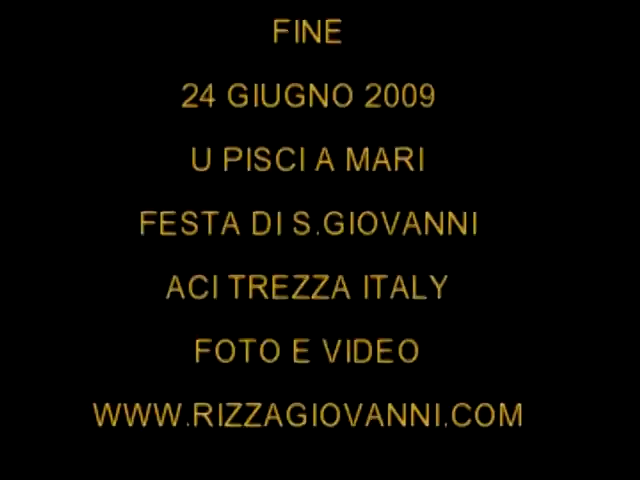 FINE
24 GIUGNO 2009
U PISCI A MARI
FESTA DI S.GIOVANNI
ACI TREZZA ITALY
FOTO E VIDEO
WWW.RIZZAGIOVANNI.COM